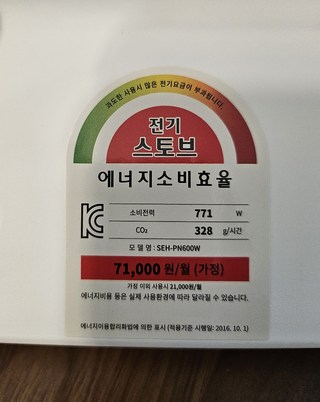 과도한 사용시 많은 전기요금이 부과됩니다.
전기
스토브
에너지소비효율
소비전력 771 W
CO₂ 328 g/시간
모델명 : SEH-PN600W
71,000 원/월 (가정)
가정 이외 사용시 21,000원/월
에너지비용 등은 실제 사용환경에 따라 달라질 수 있습니다.
에너지이용합리화법에 의한 표시 (적용기준 시행일: 2016. 10. 1)